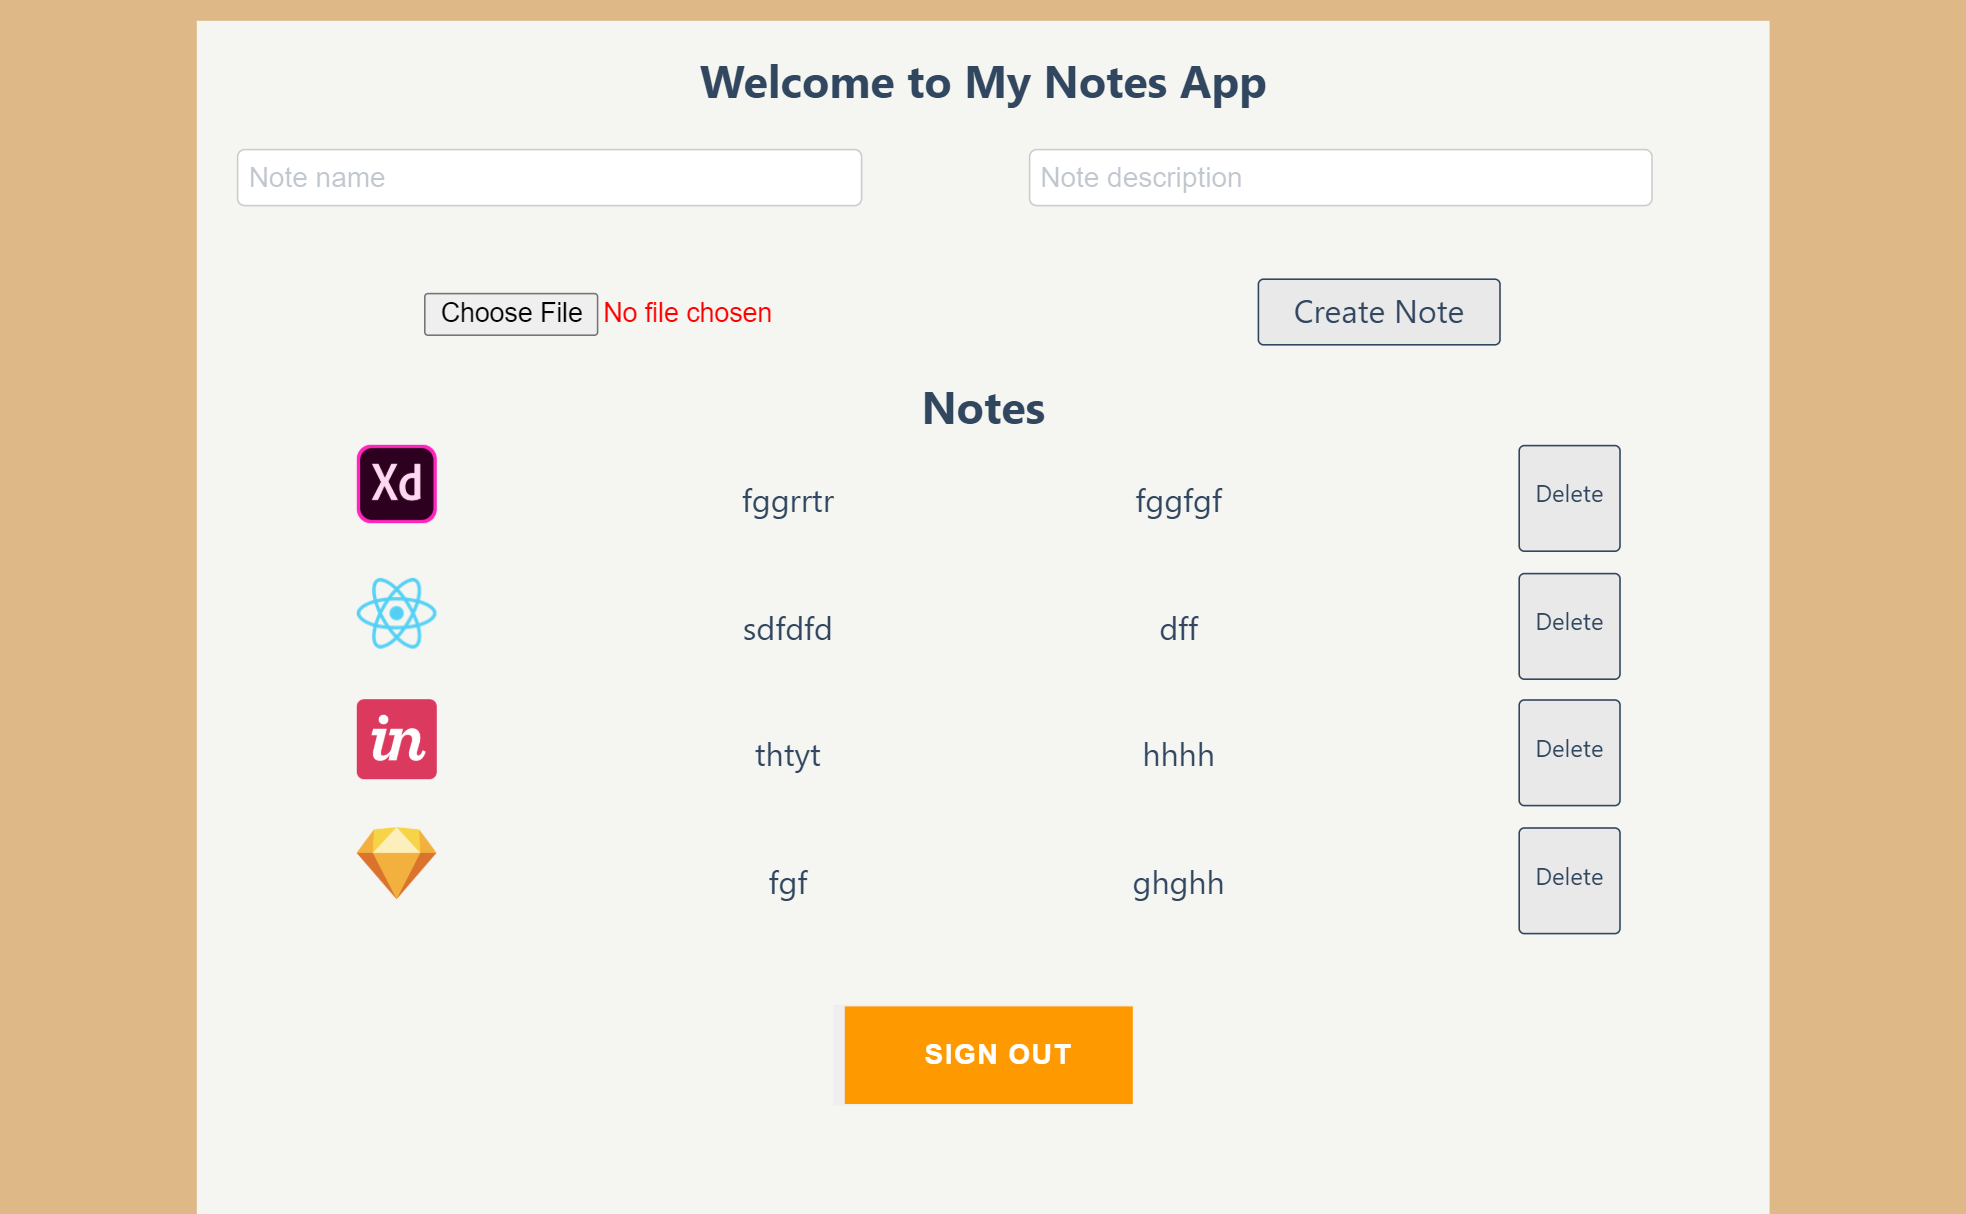 Welcome to My Notes App
Note name Note description
Choose File No file chosen Create Note
Notes
Xd fggrrtr fggfgf Delete
sdfdfd dff Delete
in thtyt hhhh Delete
fgf ghghh Delete
SIGN OUT